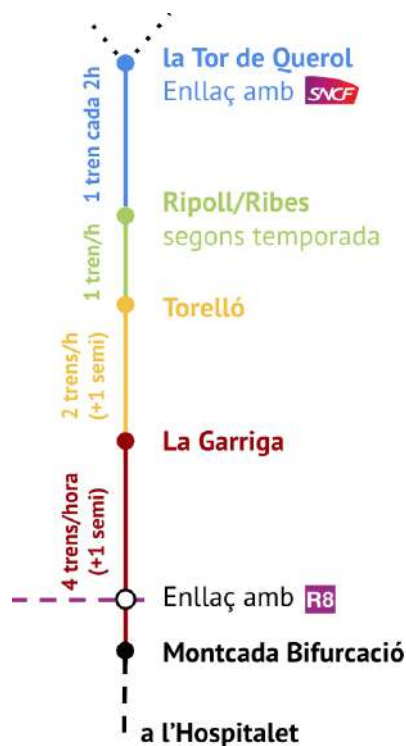 la Tor de Querol
Enllaç amb SNCF
1 tren cada 2h
Ripoll/Ribes
segons temporada
1 tren/h
Torelló
2 trens/h
(+1 semi)
La Garriga
4 trens/hora
(+1 semi)
Enllaç amb R8
Montcada Bifurcació
a l'Hospitalet